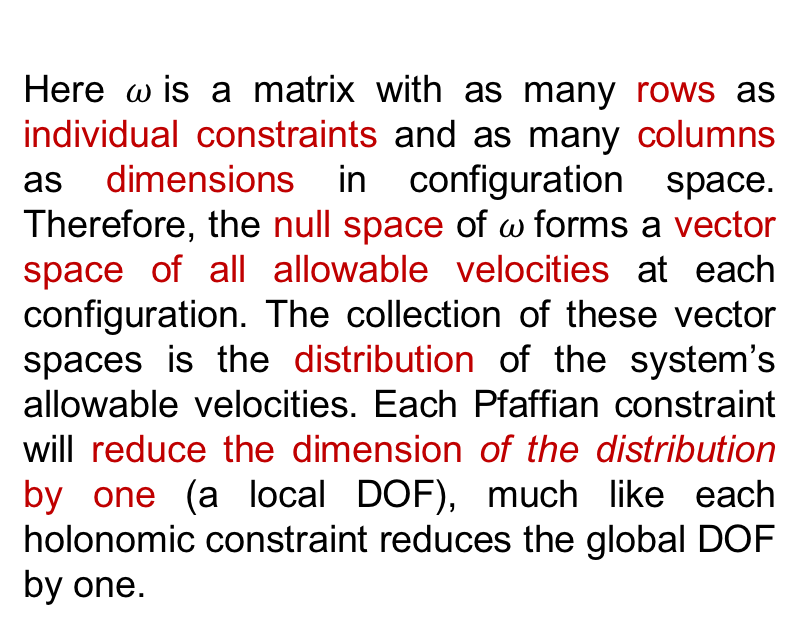 Here ω is a matrix with as many rows as
individual constraints and as many columns
as dimensions in configuration space.
Therefore, the null space of ω forms a vector
space of all allowable velocities at each
configuration. The collection of these vector
spaces is the distribution of the system’s
allowable velocities. Each Pfaffian constraint
will reduce the dimension of the distribution
by one (a local DOF), much like each
holonomic constraint reduces the global DOF
by one.